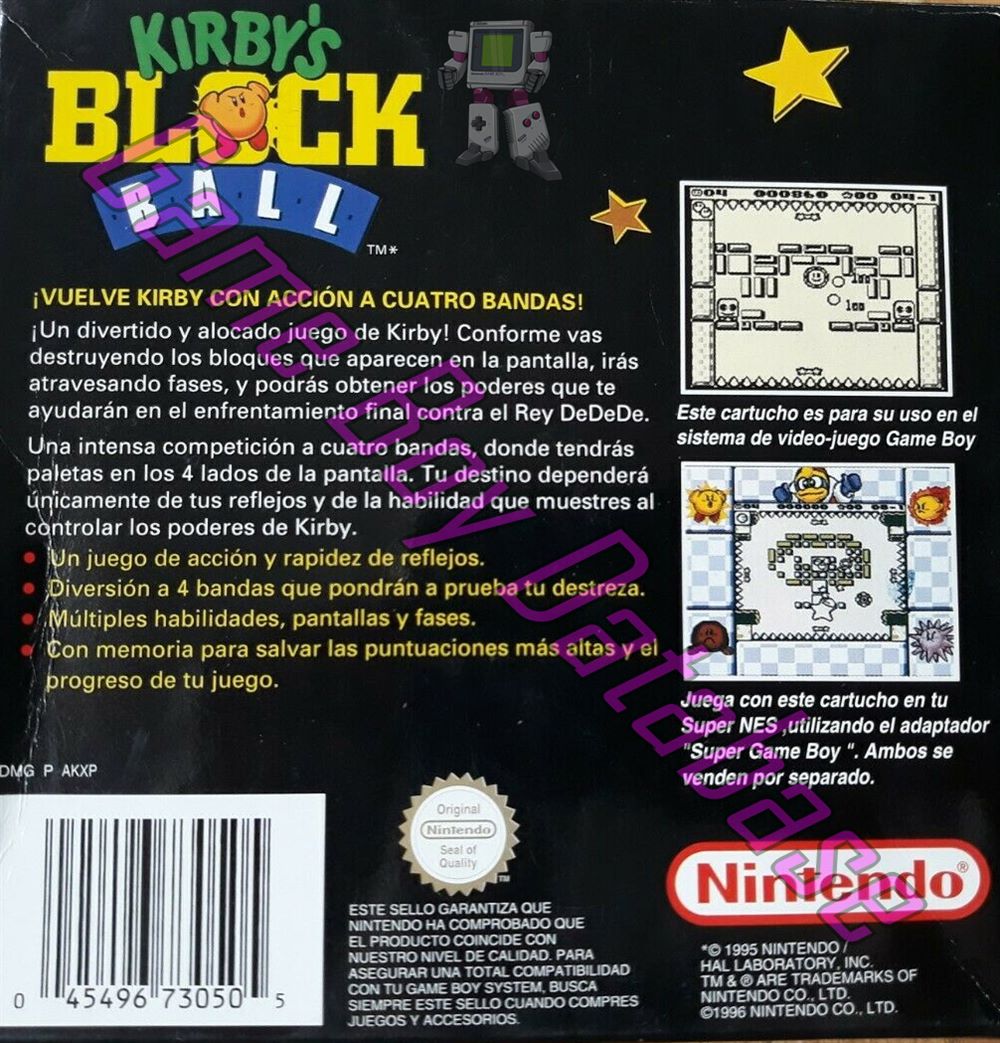 KIRBY'S
BLOCK
BALL
TM*
¡VUELVE KIRBY CON ACCIÓN A CUATRO BANDAS!
¡Un divertido y alocado juego de Kirby! Conforme vas
destruyendo los bloques que aparecen en la pantalla, irás
atravesando fases, y podrás obtener los poderes que te
ayudarán en el enfrentamiento final contra el Rey DeDeDe.
Una intensa competición a cuatro bandas, donde tendrás
paletas en los 4 lados de la pantalla. Tu destino dependerá
únicamente de tus reflejos y de la habilidad que muestres al
controlar los poderes de Kirby.
Un juego de acción y rapidez de reflejos.
Diversión a 4 bandas que pondrán a prueba tu destreza.
Múltiples habilidades, pantallas y fases.
Con memoria para salvar las puntuaciones más altas y el
progreso de tu juego.
04 000860 00 04-1
100
Este cartucho es para su uso en el
sistema de video-juego Game Boy
Juega con este cartucho en tu
Super NES ,utilizando el adaptador
"Super Game Boy ". Ambos se
venden por separado.
DMG P AKXP
0 45496 73050 5
Original
Nintendo
Seal of
Quality
TM
ESTE SELLO GARANTIZA QUE
NINTENDO HA COMPROBADO QUE
EL PRODUCTO COINCIDE CON
NUESTRO NIVEL DE CALIDAD. PARA
ASEGURAR UNA TOTAL COMPATIBILIDAD
CON TU GAME BOY SYSTEM, BUSCA
SIEMPRE ESTE SELLO CUANDO COMPRES
JUEGOS Y ACCESORIOS.
Nintendo®
*© 1995 NINTENDO /
HAL LABORATORY, INC.
TM & ® ARE TRADEMARKS OF
NINTENDO CO., LTD.
©1996 NINTENDO CO., LTD.
Game Boy Database